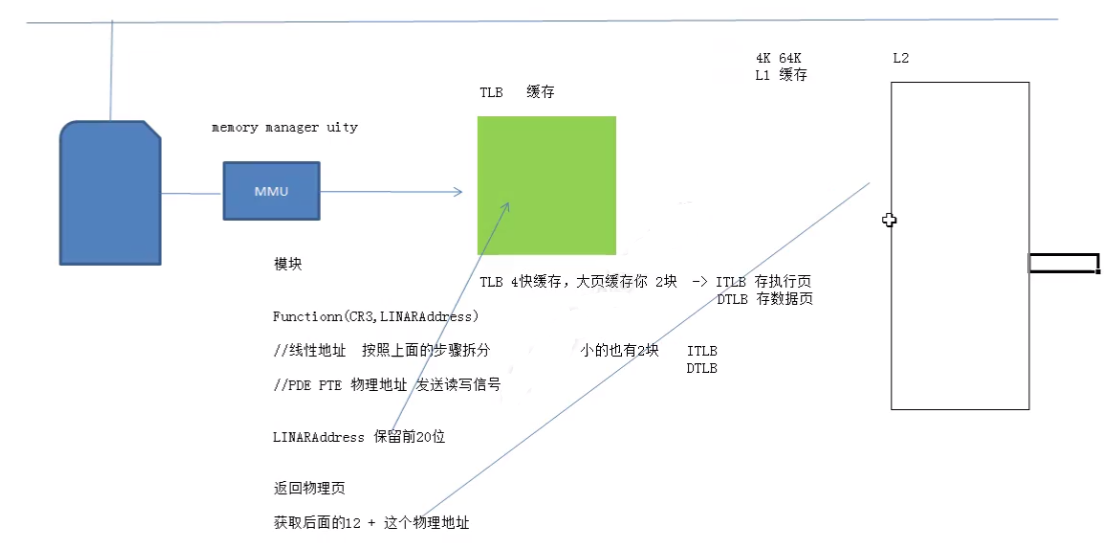 4K 64K
L1 缓存
L2
TLB 缓存
memory manager uity
MMU
模块
TLB 4快缓存，大页缓存你 2块 -> ITLB 存执行页
DTLB 存数据页
Functionn(CR3,LINARAddress)
//线性地址 按照上面的步骤拆分
小的也有2块 ITLB
DTLB
//PDE PTE 物理地址 发送读写信号
LINARAddress 保留前20位
返回物理页
获取后面的12 + 这个物理地址